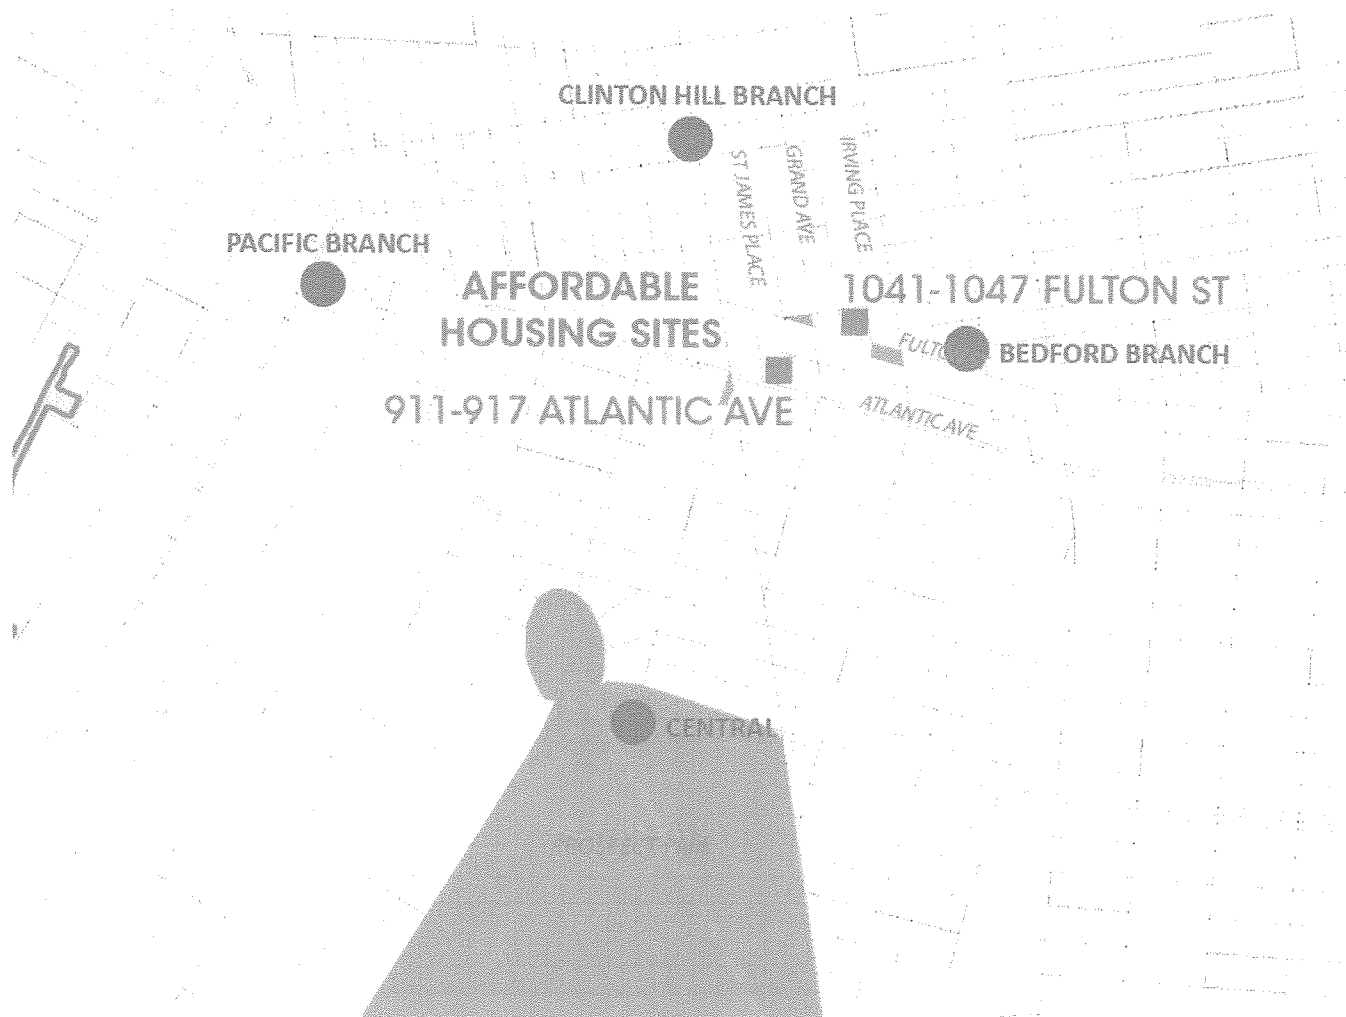 CLINTON HILL BRANCH
ST JAMES PLACE
GRAND AVE
IRVING PLACE
PACIFIC BRANCH
AFFORDABLE
HOUSING SITES
1041-1047 FULTON ST
BEDFORD BRANCH
911-917 ATLANTIC AVE
ATLANTIC AVE
CENTRAL